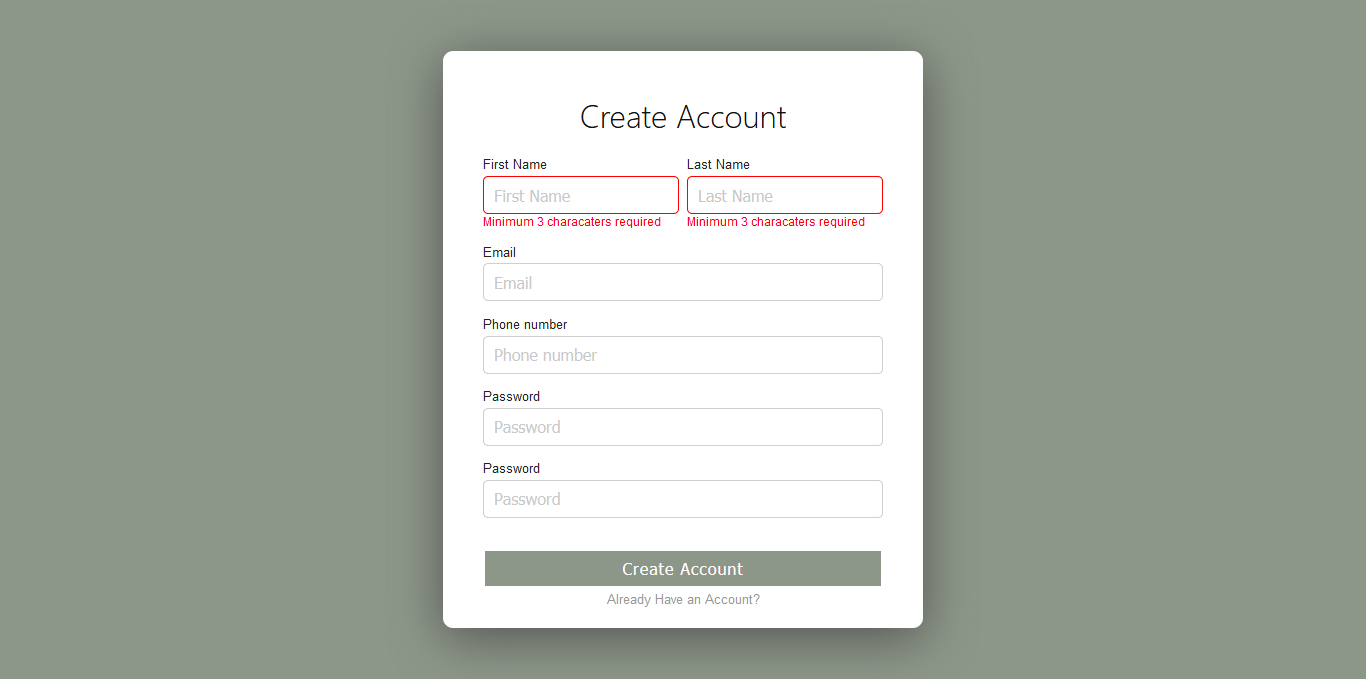 Create Account
First Name Last Name
First Name Last Name
Minimum 3 characaters required Minimum 3 characaters required
Email
Email
Phone number
Phone number
Password
Password
Password
Password
Create Account
Already Have an Account?